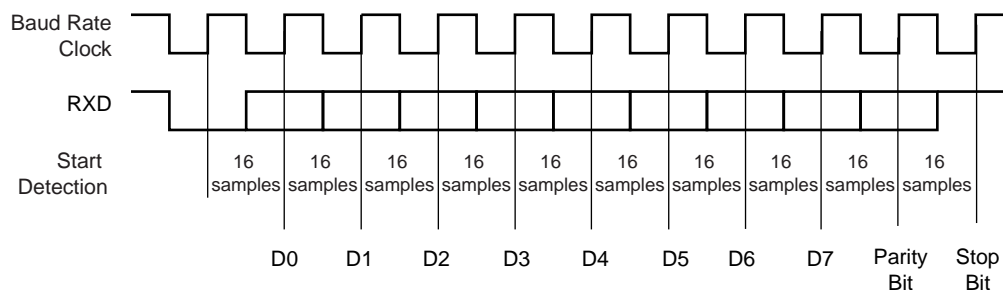 Baud Rate
Clock
RXD
Start
Detection
16 16 16 16 16 16 16 16 16 16
samples samples samples samples samples samples samples samples samples samples
D0 D1 D2 D3 D4 D5 D6 D7 Parity Bit Stop Bit